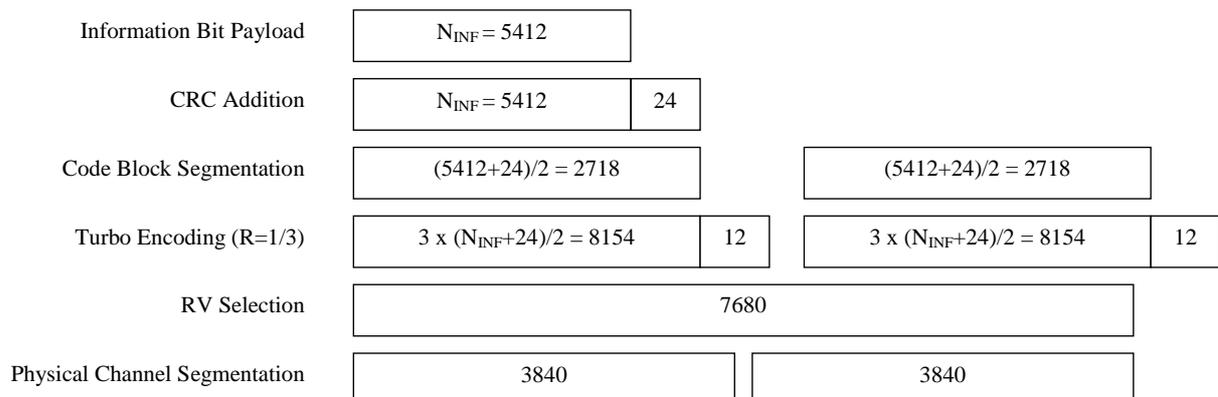 Information Bit Payload N_INF = 5412
CRC Addition N_INF = 5412 24
Code Block Segmentation (5412+24)/2 = 2718 (5412+24)/2 = 2718
Turbo Encoding (R=1/3) 3 x (N_INF+24)/2 = 8154 12 3 x (N_INF+24)/2 = 8154 12
RV Selection 7680
Physical Channel Segmentation 3840 3840